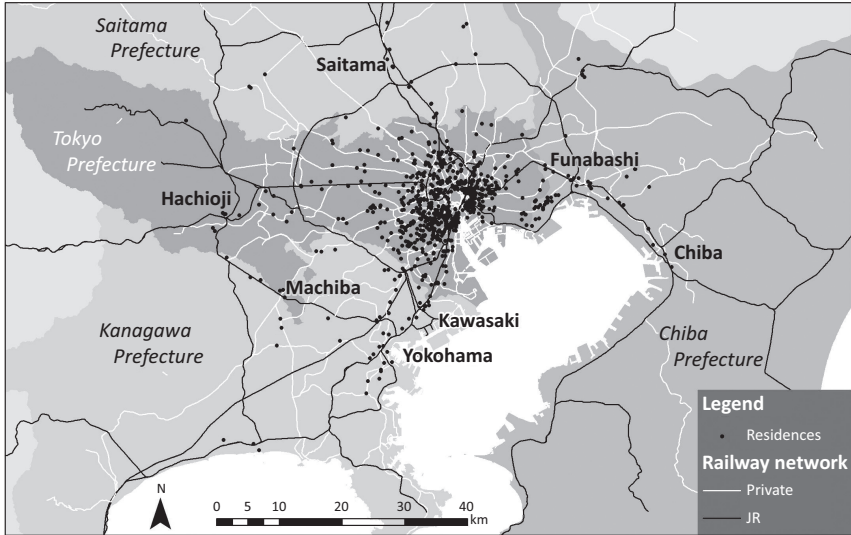 Saitama
Prefecture
Saitama
Tokyo
Prefecture
Funabashi
Hachioji
Chiba
Machiba
Kanagawa
Prefecture
Kawasaki
Chiba
Prefecture
Yokohama
Legend
Residences
Railway network
Private
JR
N
0 5 10 20 30 40
km